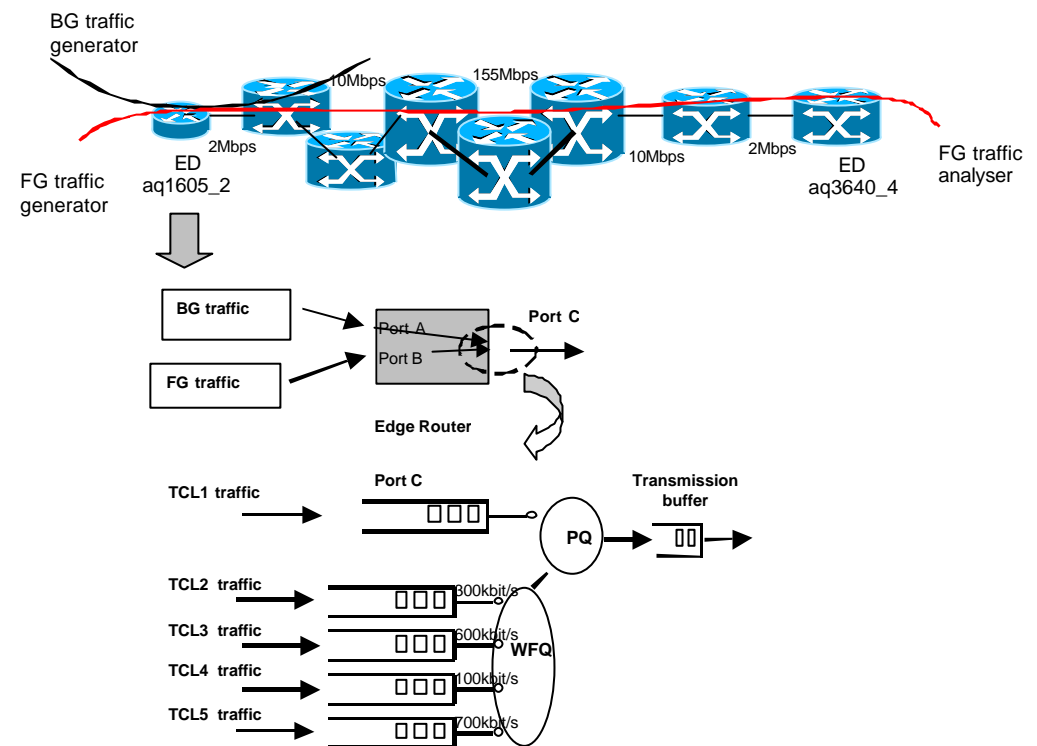 BG traffic
generator
10Mbps
155Mbps
2Mbps
10Mbps
2Mbps
FG traffic
generator
ED
aq1605_2
ED
aq3640_4
FG traffic
analyser
BG traffic
FG traffic
Port A
Port B
Port C
Edge Router
TCL1 traffic
Port C
Transmission
buffer
PQ
TCL2 traffic
300kbit/s
TCL3 traffic
600kbit/s
WFQ
TCL4 traffic
100kbit/s
TCL5 traffic
700kbit/s